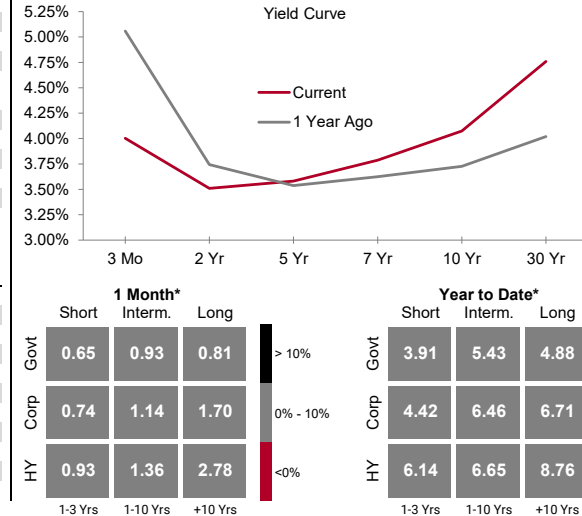 Yield Curve
5.25%
5.00%
4.75%
4.50%
4.25%
4.00%
3.75%
3.50%
3.25%
3.00%
Current
1 Year Ago
3 Mo 2 Yr 5 Yr 7 Yr 10 Yr 30 Yr
1 Month*
Short Interm. Long
Govt 0.65 0.93 0.81
Corp 0.74 1.14 1.70
HY 0.93 1.36 2.78
1-3 Yrs 1-10 Yrs +10 Yrs
> 10%
0% - 10%
<0%
Year to Date*
Short Interm. Long
Govt 3.91 5.43 4.88
Corp 4.42 6.46 6.71
HY 6.14 6.65 8.76
1-3 Yrs 1-10 Yrs +10 Yrs